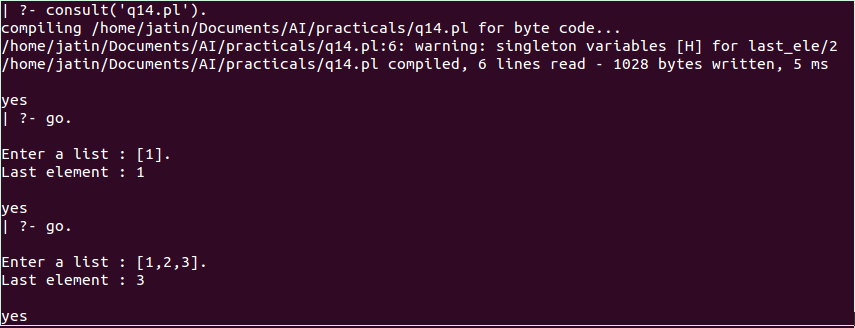 | ?- consult('q14.pl').
compiling /home/jatin/Documents/AI/practicals/q14.pl for byte code...
/home/jatin/Documents/AI/practicals/q14.pl:6: warning: singleton variables [H] for last_ele/2
/home/jatin/Documents/AI/practicals/q14.pl compiled, 6 lines read - 1028 bytes written, 5 ms
yes
| ?- go.
Enter a list : [1].
Last element : 1
yes
| ?- go.
Enter a list : [1,2,3].
Last element : 3
yes